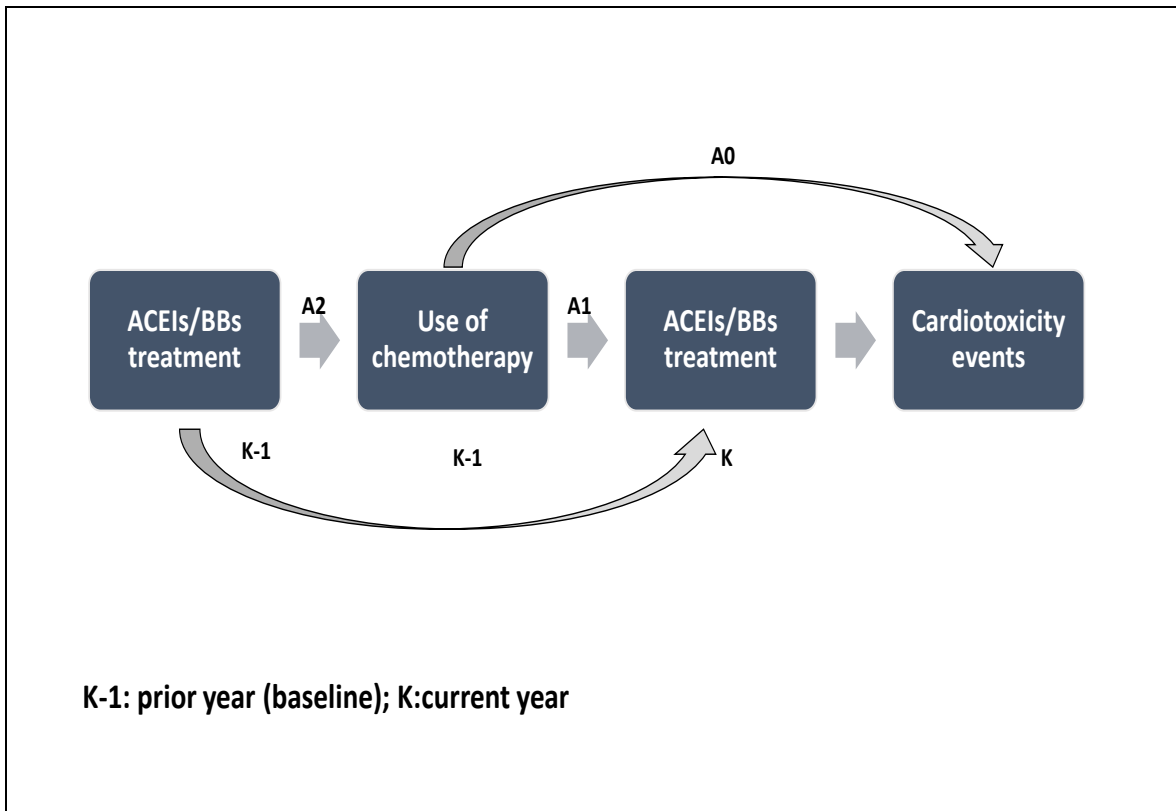 A0
ACEIs/BBs
treatment
A2
Use of
chemotherapy
A1
ACEIs/BBs
treatment
Cardiotoxicity
events
K-1
K-1
K
K-1: prior year (baseline); K:current year